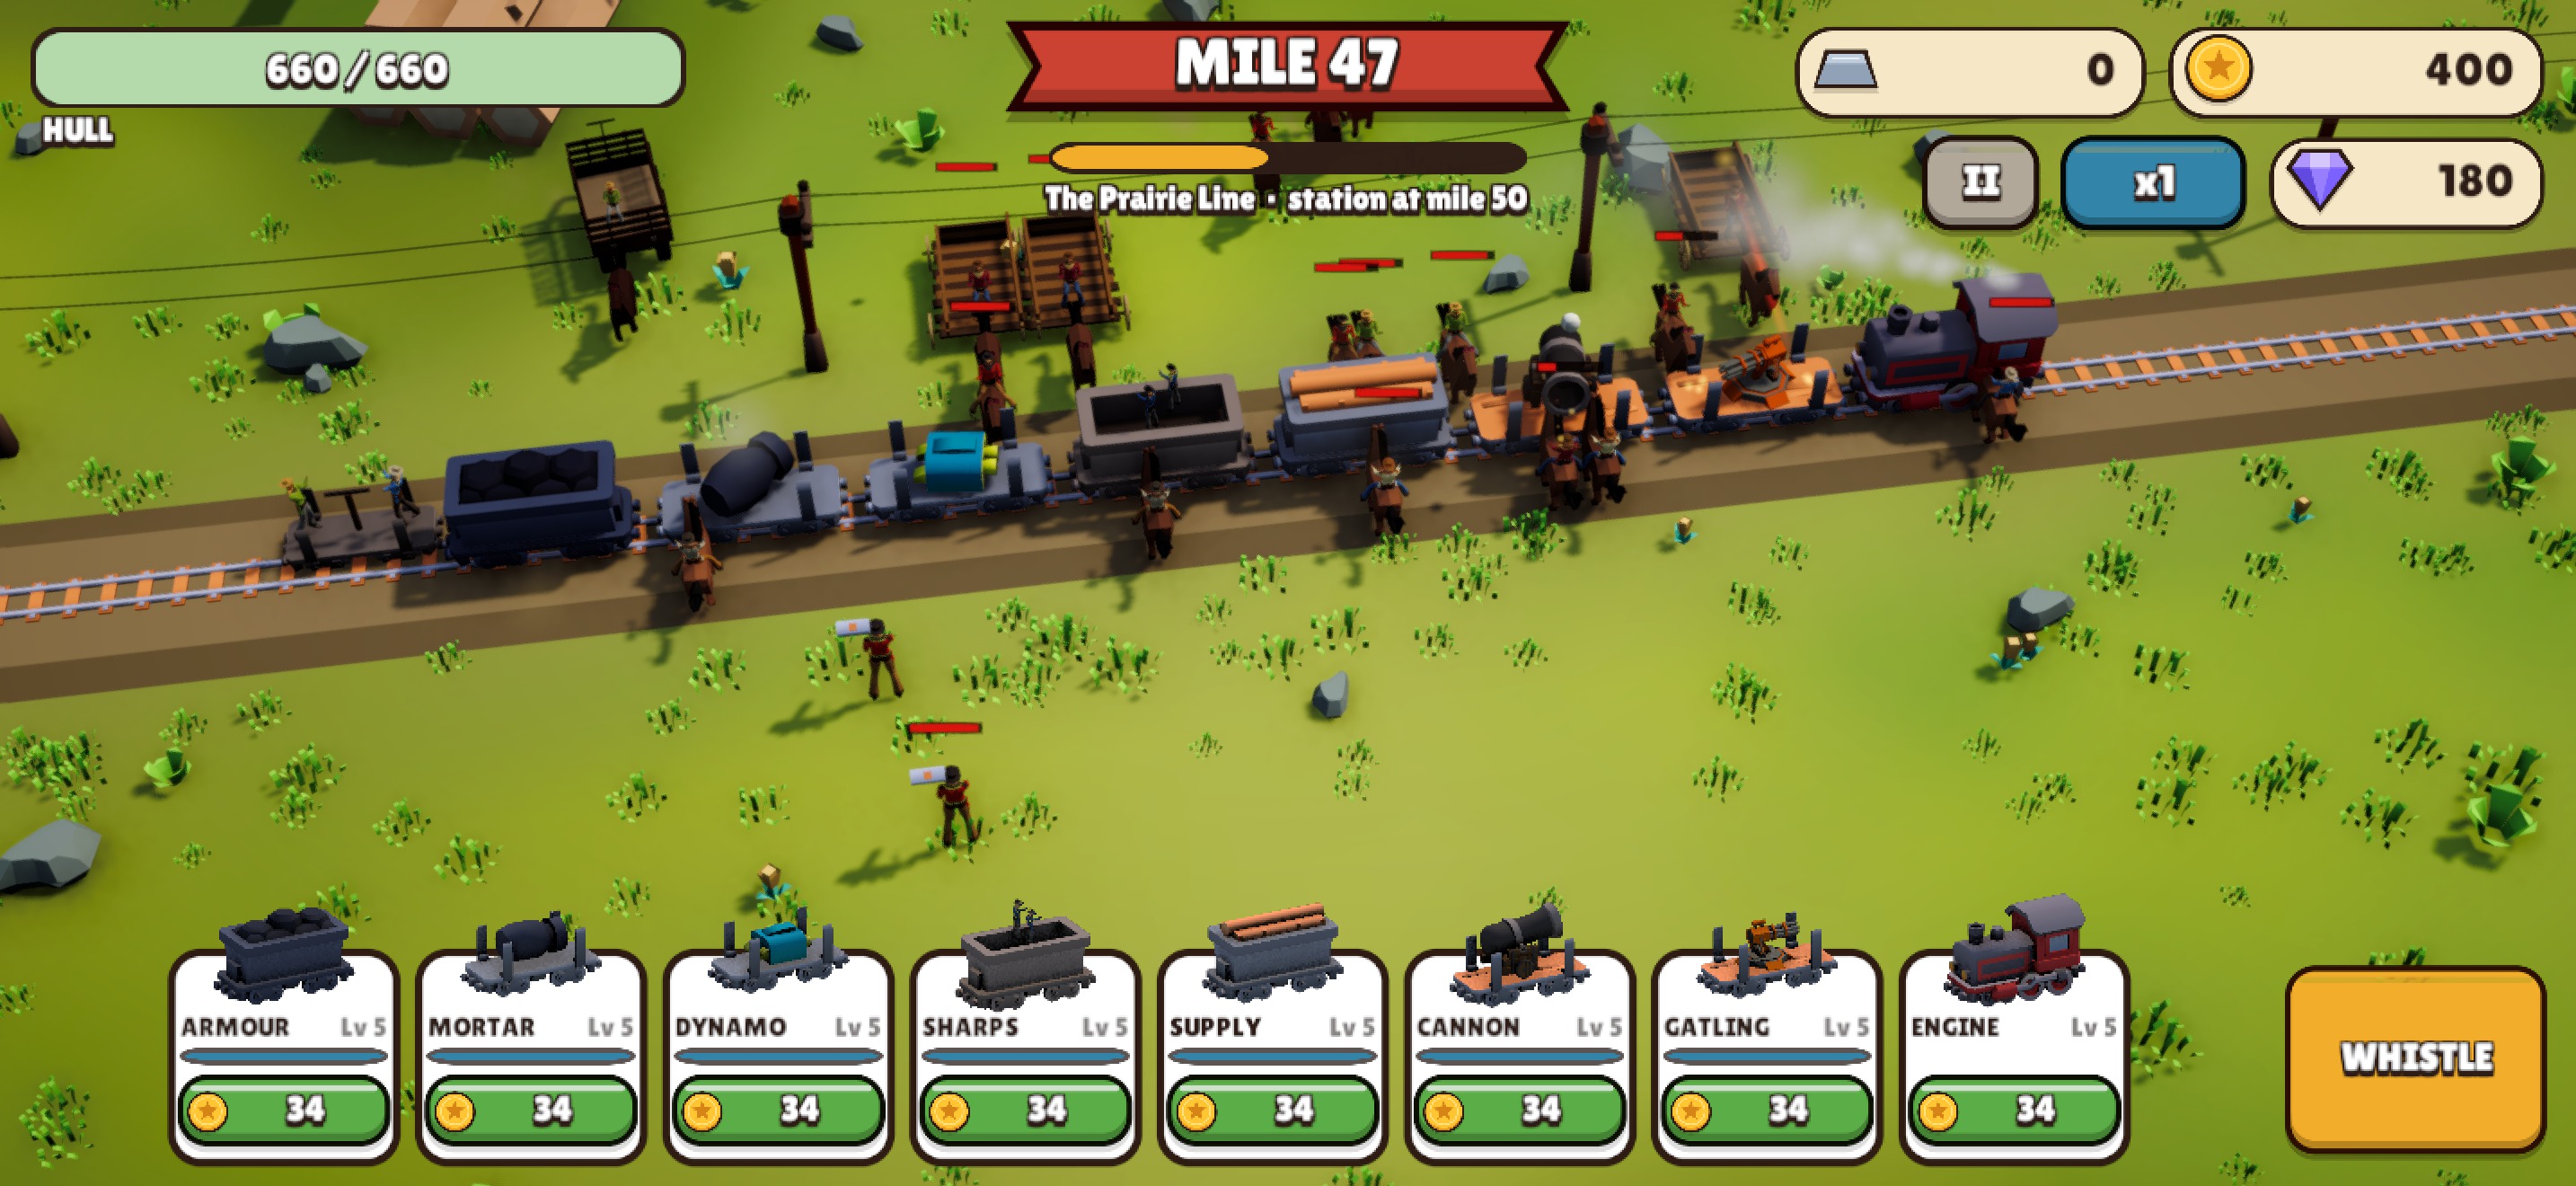 660/660
HULL
MILE 47
The Prairie Line · station at mile 50
0
400
II
x1
180
ARMOUR Lv 5
34
MORTAR Lv 5
34
DYNAMO Lv 5
34
SHARPS Lv 5
34
SUPPLY Lv 5
34
CANNON Lv 5
34
GATLING Lv 5
34
ENGINE Lv 5
34
WHISTLE